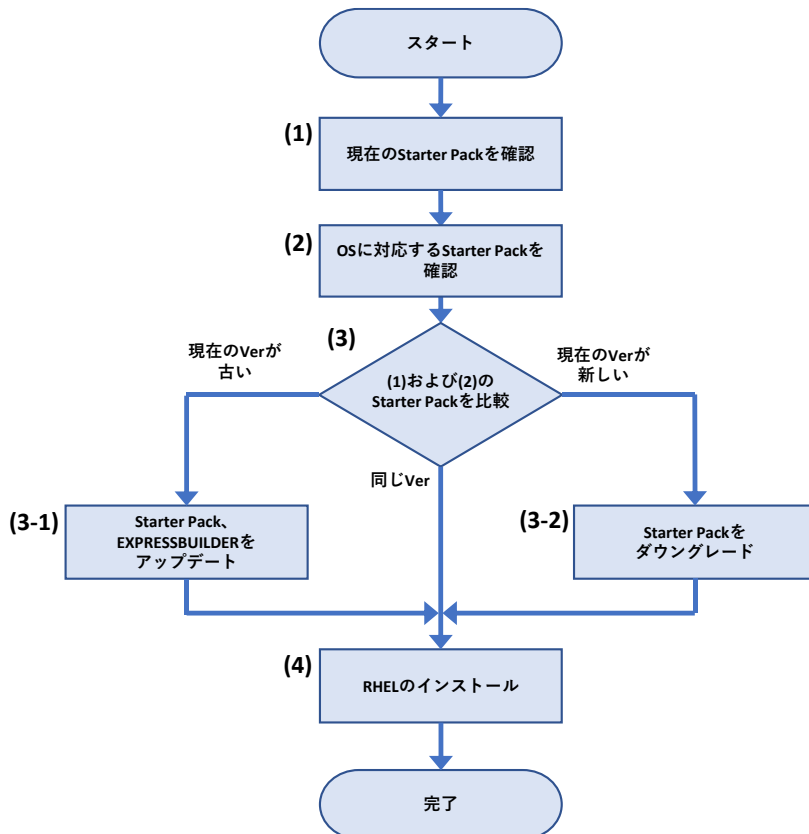 スタート
(1)
現在のStarter Packを確認
(2)
OSに対応するStarter Packを
確認
(3)
現在のVerが
古い
(1)および(2)の
Starter Packを比較
現在のVerが
新しい
同じVer
(3-1)
Starter Pack、
EXPRESSBUILDERを
アップデート
(3-2)
Starter Packを
ダウングレード
(4)
RHELのインストール
完了